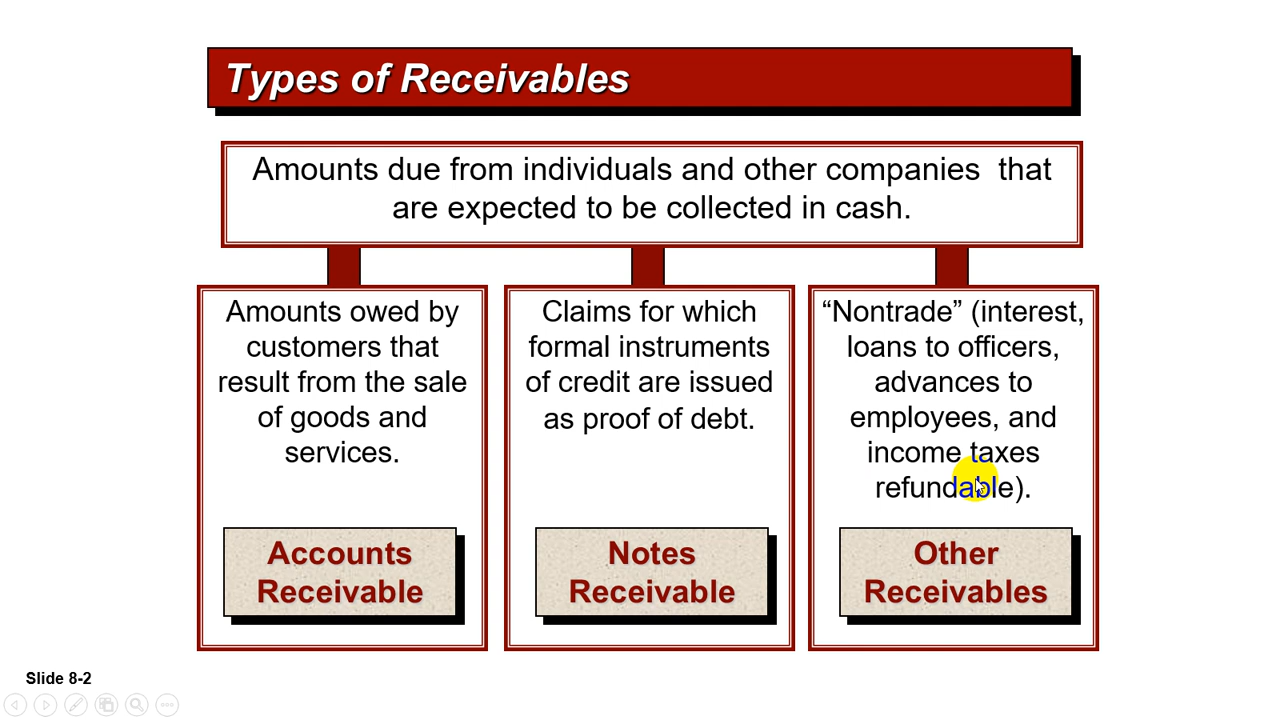 Types of Receivables
Amounts due from individuals and other companies  that
are expected to be collected in cash.
Amounts owed by
customers that
result from the sale
of goods and
services.
Accounts
Receivable
Claims for which
formal instruments
of credit are issued
as proof of debt.
Notes
Receivable
“Nontrade” (interest,
loans to officers,
advances to
employees, and
income taxes
refundable).
Other
Receivables
Slide 8-2